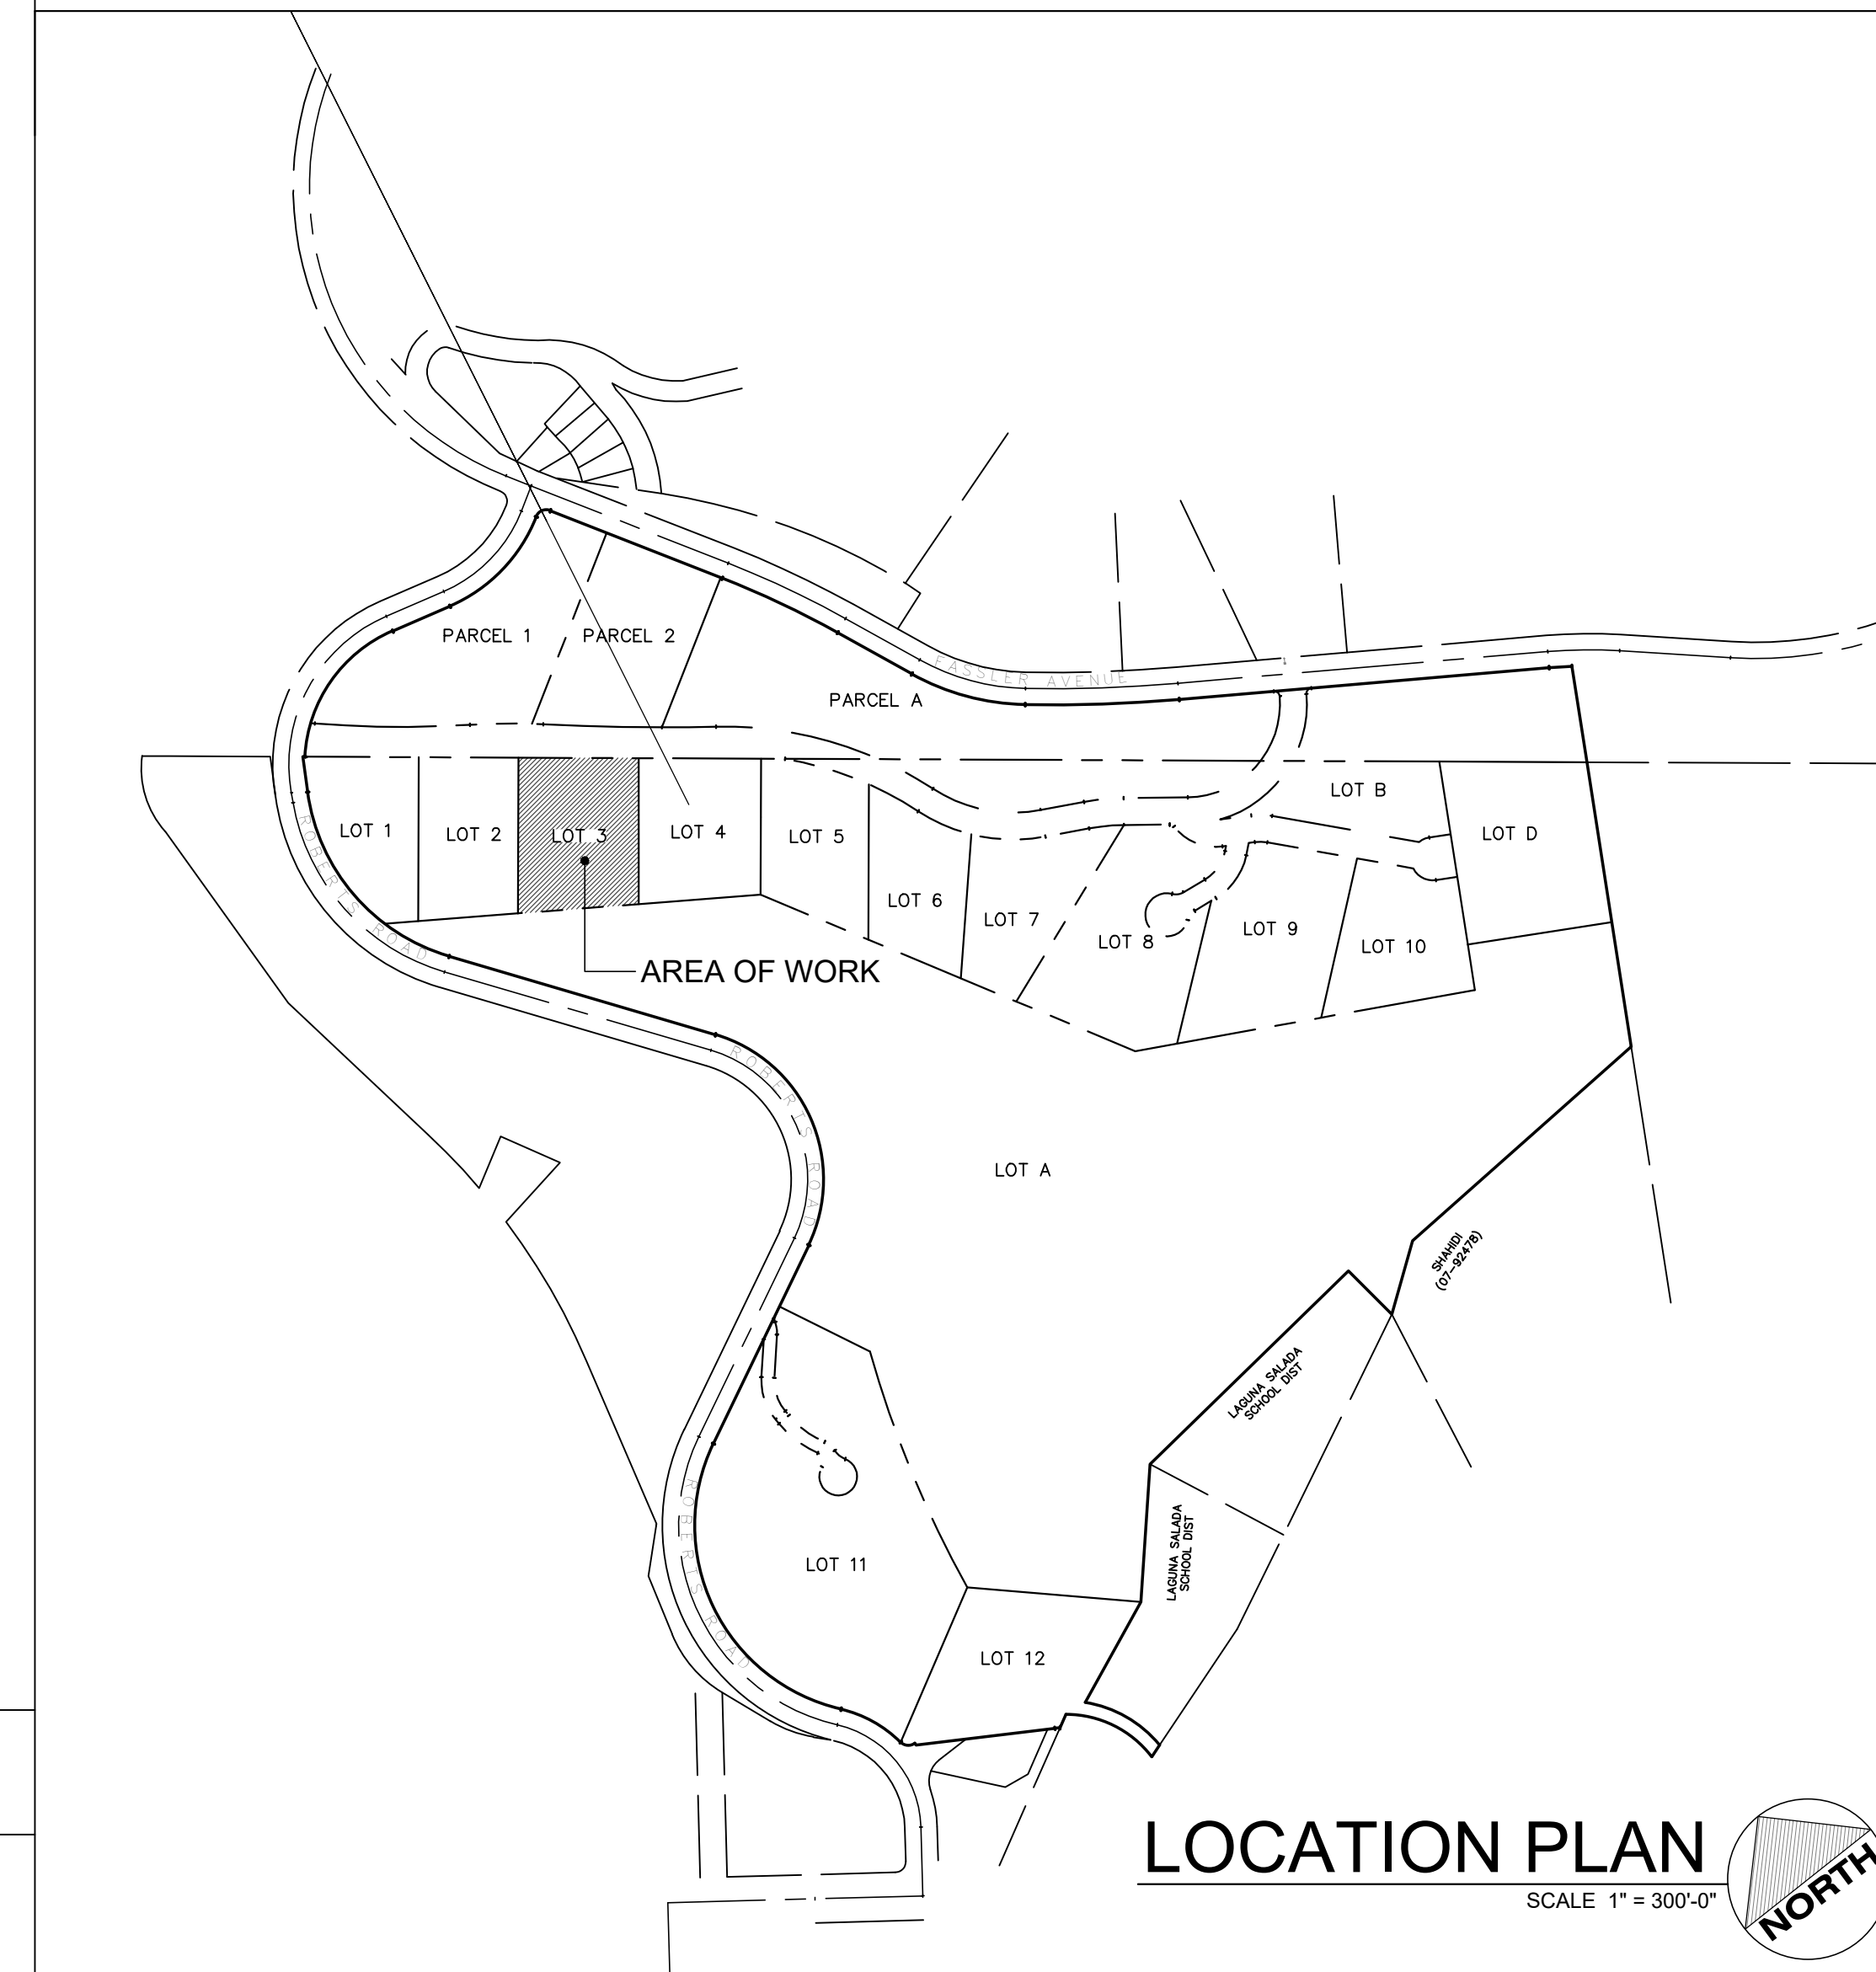 PARCEL 1
PARCEL 2
FASSLER AVENUE
PARCEL A
LOT B
LOT 1
LOT 2
LOT 3
LOT 4
LOT 5
LOT D
LOT 6
LOT 7
LOT 8
LOT 9
LOT 10
ROBERTS ROAD
AREA OF WORK
ROBERTS ROAD
LOT A
SHAHIDI
(07-92478)
LAGUNA SALADA
SCHOOL DIST
LAGUNA SALADA
SCHOOL DIST
ROBERTS ROAD
LOT 11
LOT 12
LOCATION PLAN
SCALE 1" = 300'-0"
NORTH